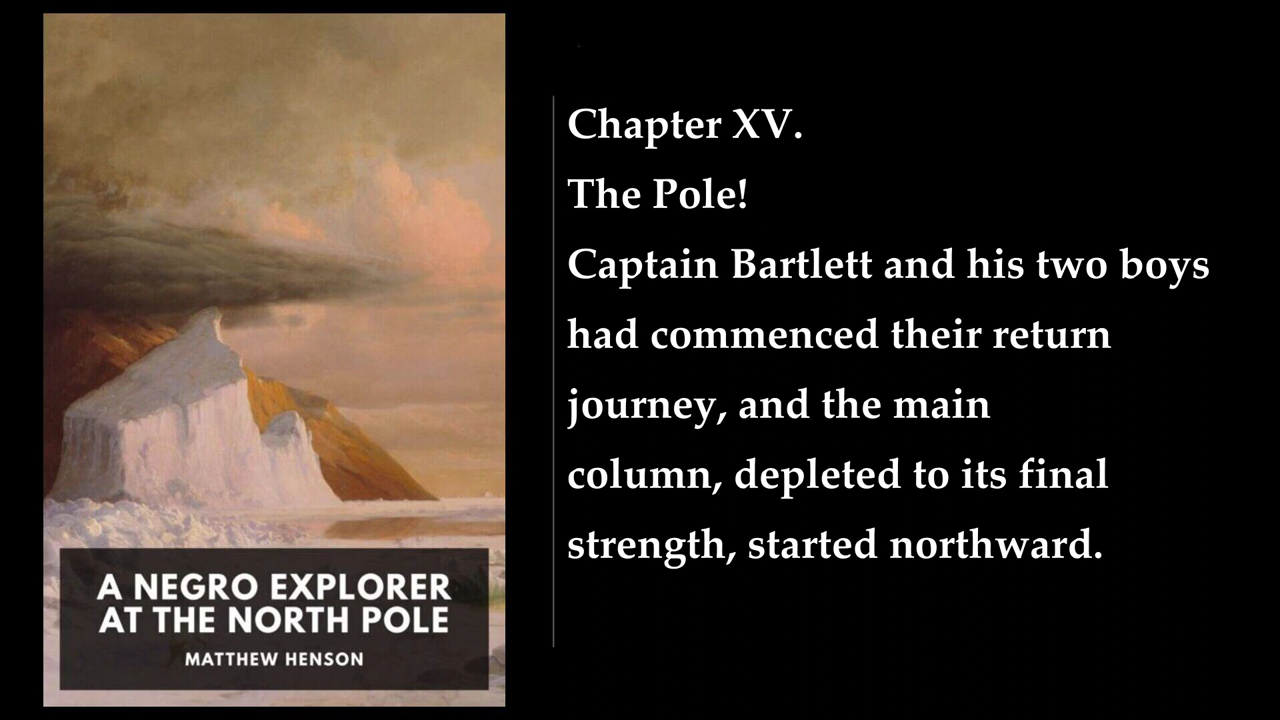 A NEGRO EXPLORER
AT THE NORTH POLE
MATTHEW HENSON
Chapter XV.
The Pole!
Captain Bartlett and his two boys
had commenced their return
journey, and the main
column, depleted to its final
strength, started northward.